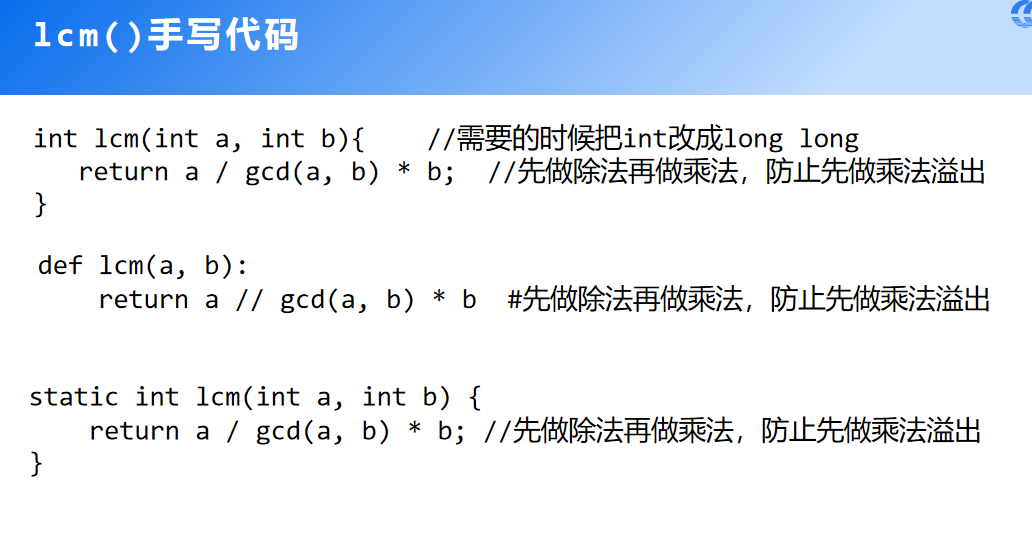 lcm()手写代码
int lcm(int a, int b){    //需要的时候把int改成long long
   return a / gcd(a, b) * b;  //先做除法再做乘法，防止先做乘法溢出
}
def lcm(a, b):
    return a // gcd(a, b) * b  #先做除法再做乘法，防止先做乘法溢出
static int lcm(int a, int b) {
    return a / gcd(a, b) * b; //先做除法再做乘法，防止先做乘法溢出
}